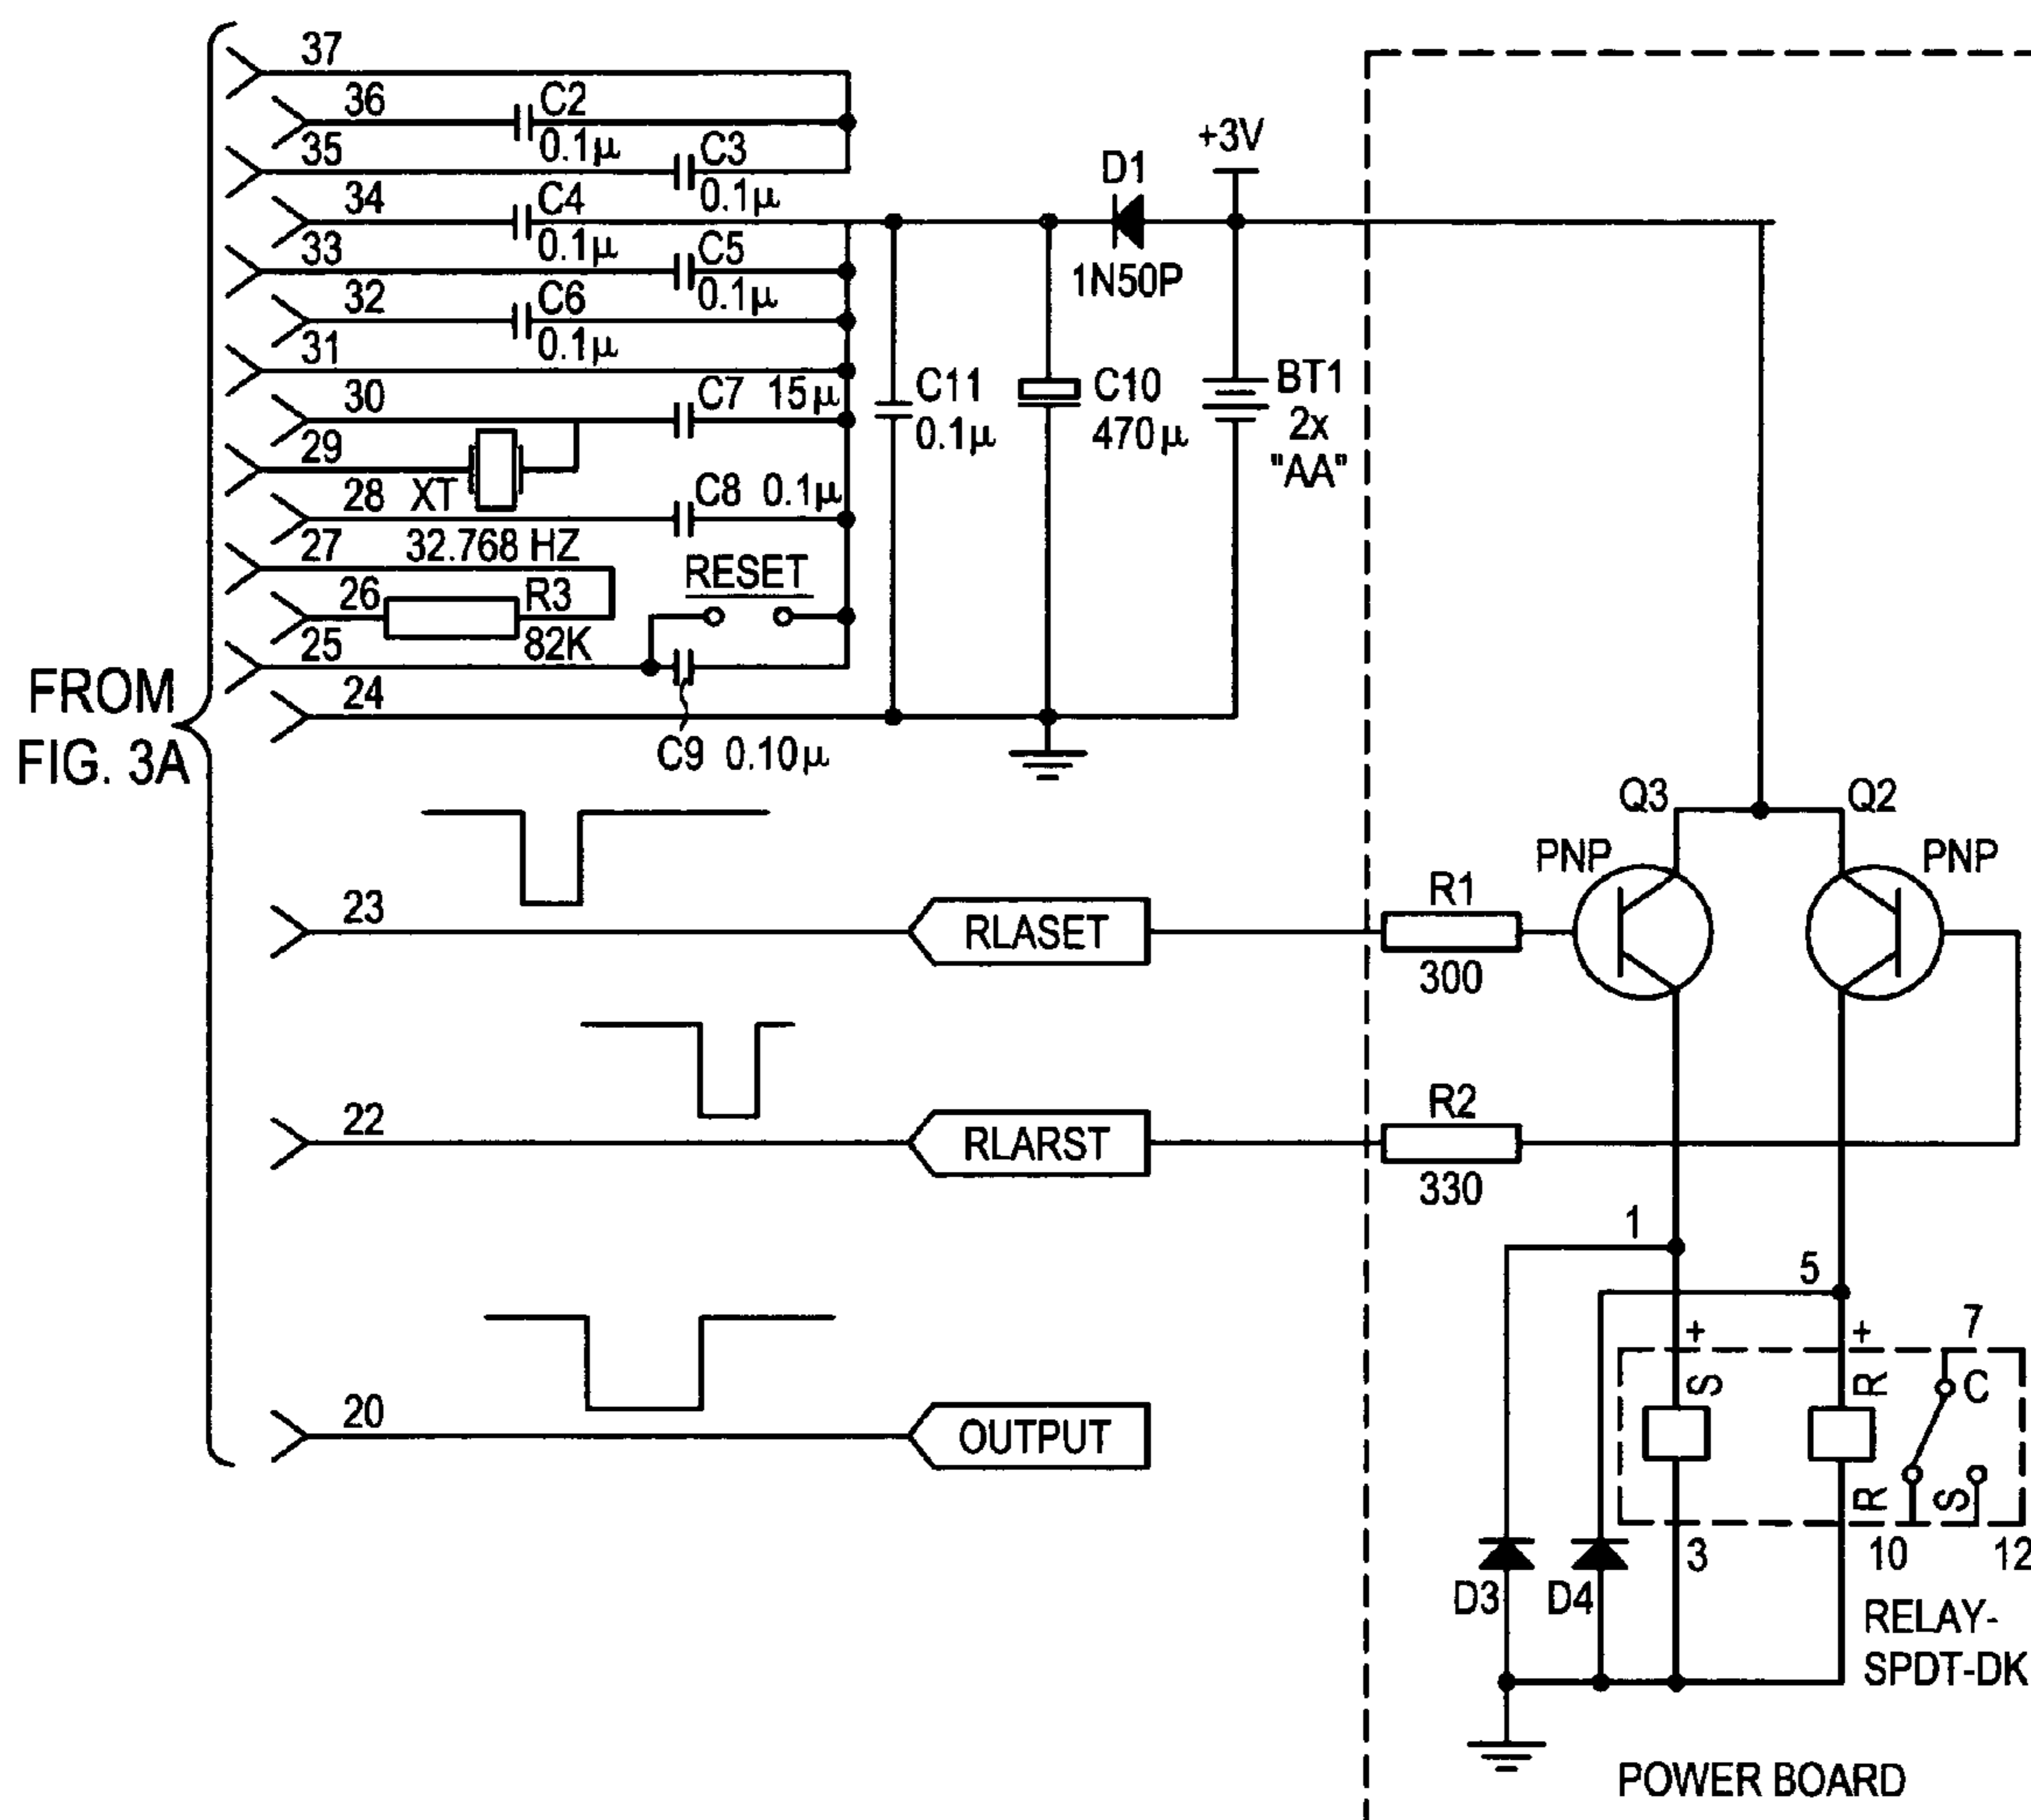 37
36 C2
0.1µ
35 C3
0.1µ
34 C4
0.1µ
33 C5
0.1µ
32 C6
0.1µ
31
30 C7 15µ
29
28 XT C8 0.1µ
27 32.768 HZ
RESET
26 R3
82K
25
24
C9 0.10µ
FROM
FIG. 3A
D1
1N50P
+3V
C11
0.1µ
C10
470µ
BT1
2x
"AA"
23 RLASET
22 RLARST
20 OUTPUT
Q3 Q2
PNP PNP
R1
300
R2
330
1
5
+ + 7
S R C
R S
3 10 12
D3 D4
RELAY-
SPDT-DK
POWER BOARD